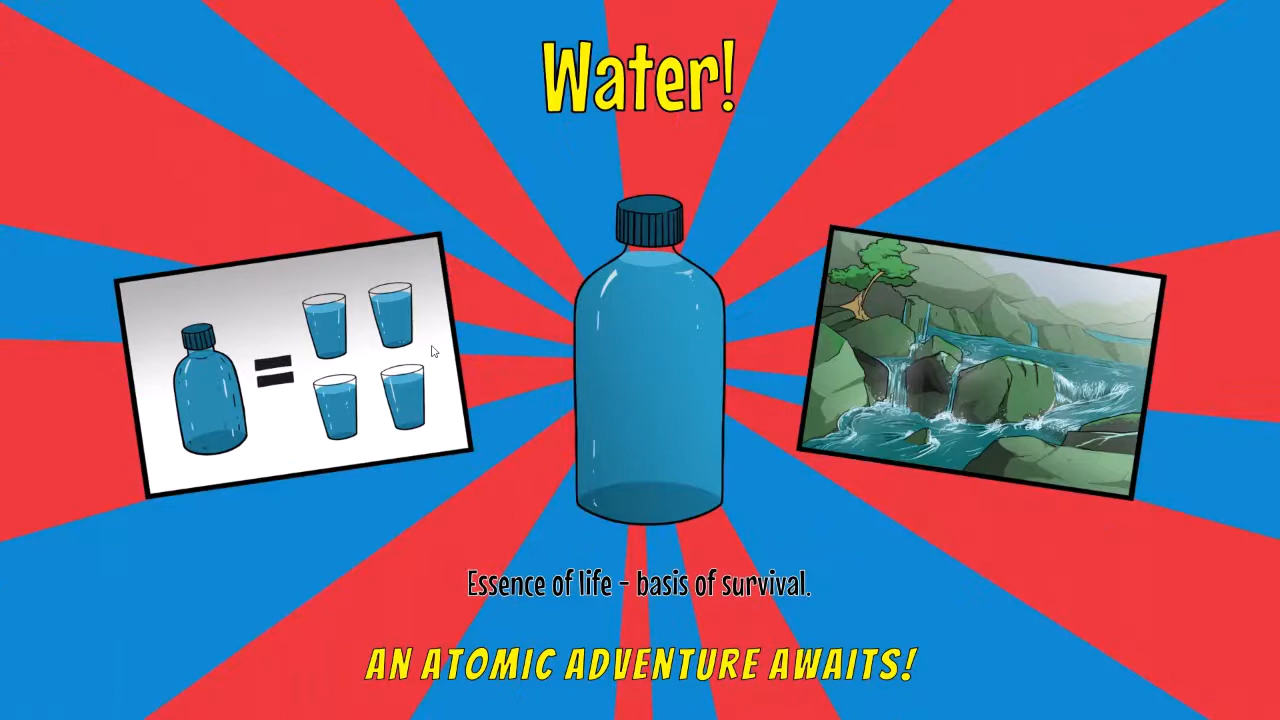 Water!
Essence of life - basis of survival.
AN ATOMIC ADVENTURE AWAITS!